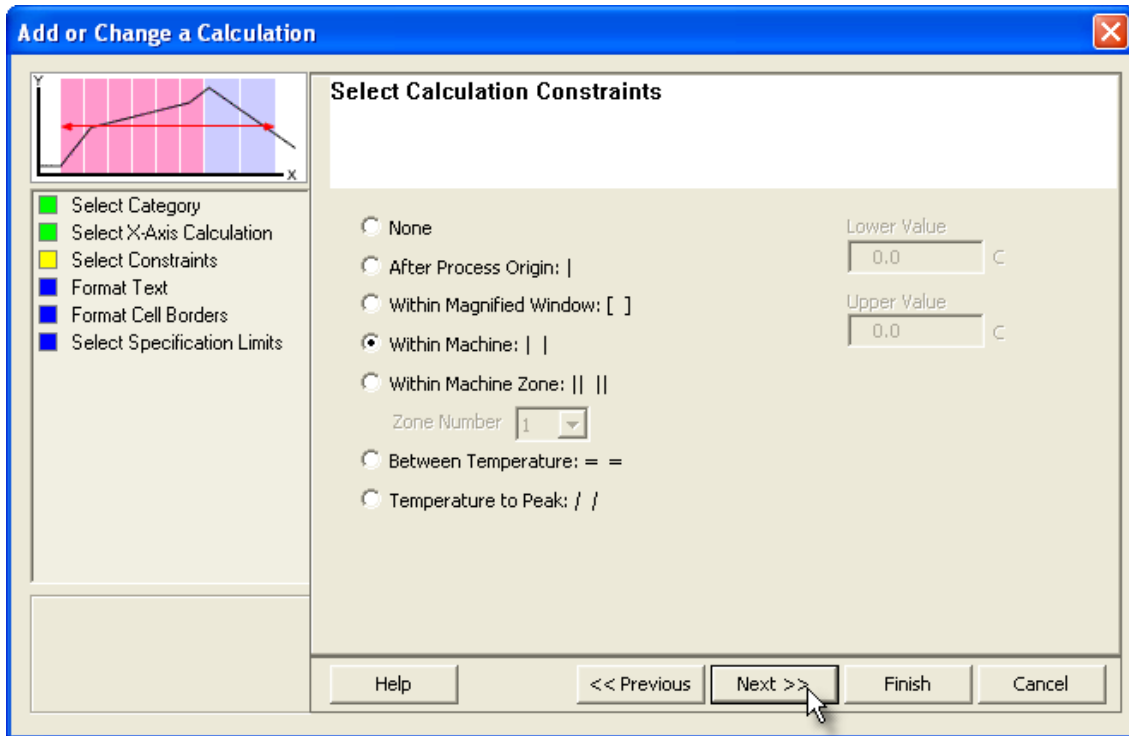 Add or Change a Calculation
Y
X
Select Calculation Constraints
Select Category
Select X-Axis Calculation
Select Constraints
Format Text
Format Cell Borders
Select Specification Limits
None
After Process Origin: |
Within Magnified Window: [ ]
Within Machine: | |
Within Machine Zone: || ||
Zone Number 1
Between Temperature: = =
Temperature to Peak: / /
Lower Value
0.0 C
Upper Value
0.0 C
Help
<< Previous
Next >>
Finish
Cancel